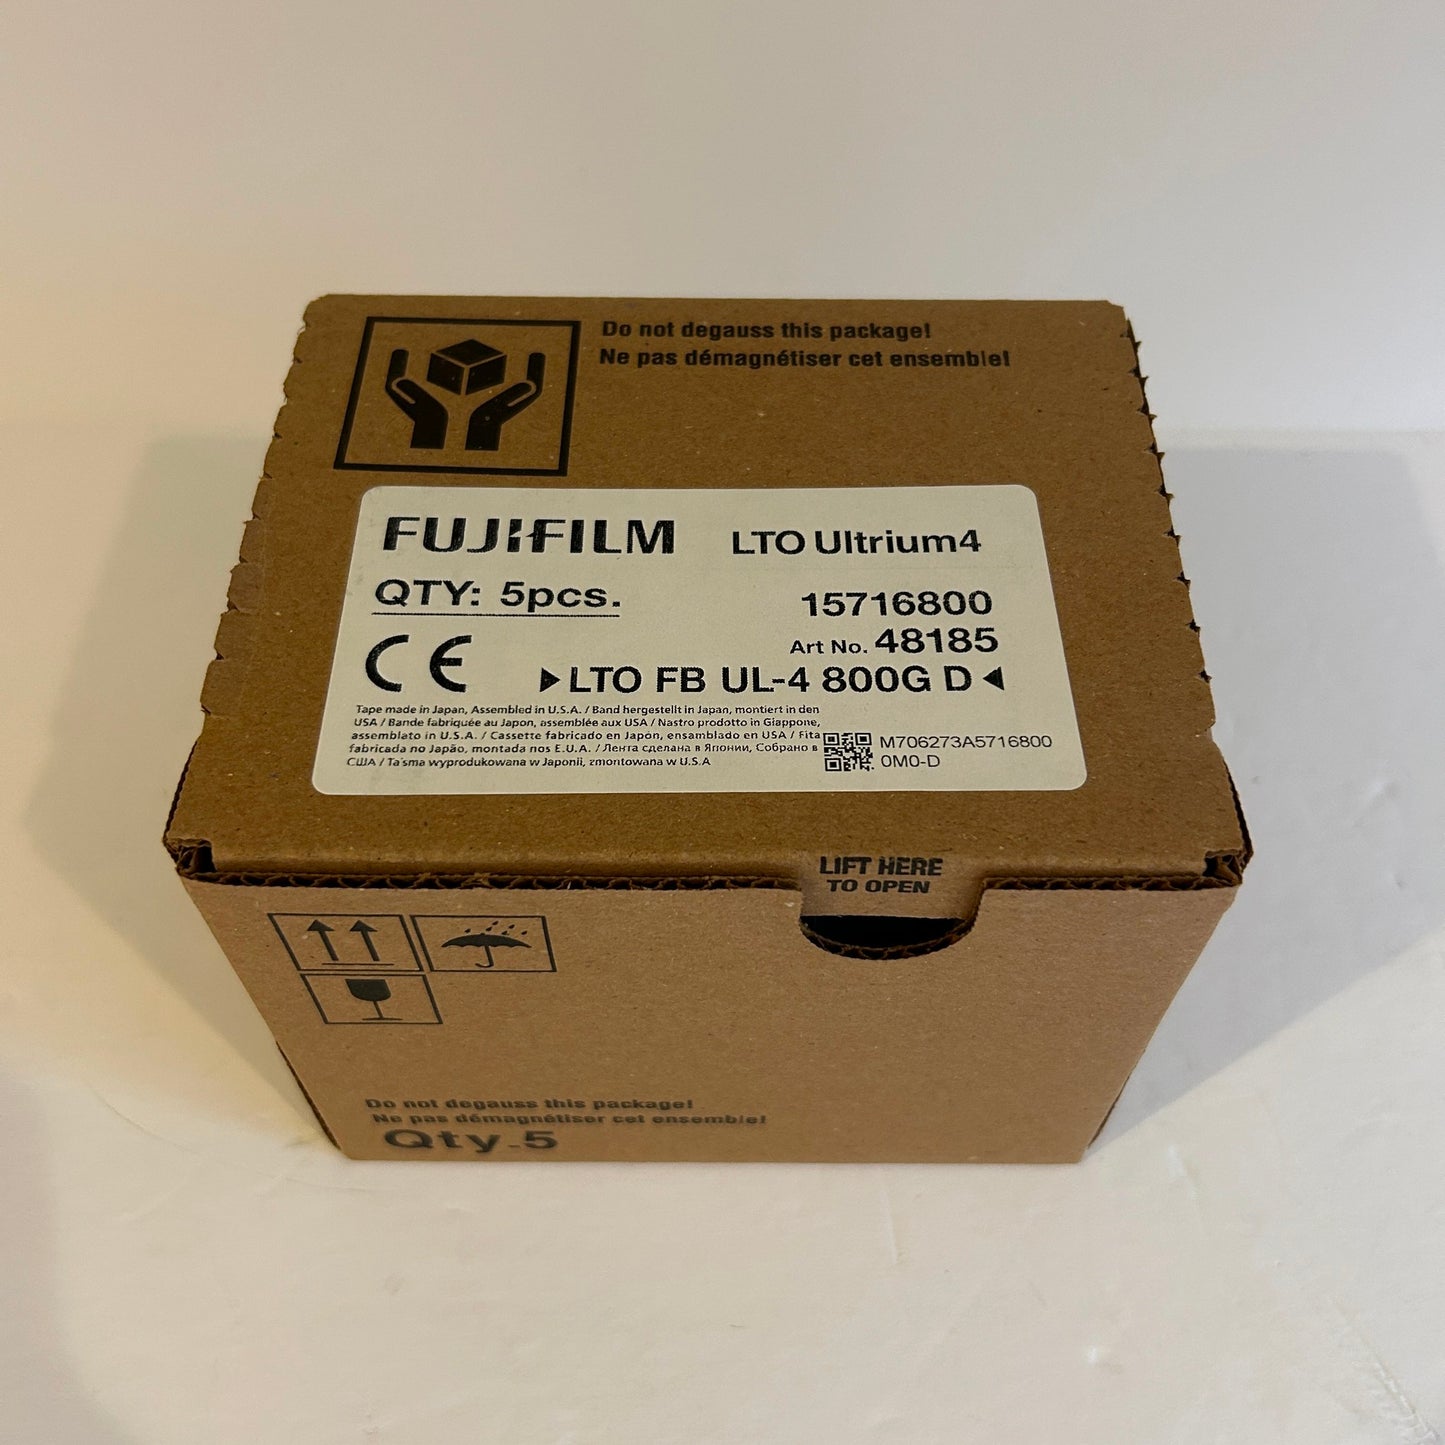 Do not degauss this package!
Ne pas démagnétiser cet ensemble!
FUJIFILM LTO Ultrium4
QTY: 5pcs. 15716800
Art No. 48185
CE ▶LTO FB UL-4 800G D◀
Tape made in Japan, Assembled in U.S.A. / Band hergestellt in Japan, montiert in den
USA / Bande fabriquée au Japon, assemblée aux USA / Nastro prodotto in Giappone,
assemblato in U.S.A. / Cassette fabricado en Japón, ensamblado en USA / Fita
fabricada no Japão, montada nos E.U.A. / Лента сделана в Японии, Собрано в
США / Taśma wyprodukowana w Japonii, zmontowana w U.S.A
M706273A5716800
0M0-D
LIFT HERE
TO OPEN
Do not degauss this package!
Ne pas démagnétiser cet ensemble!
Qty.5